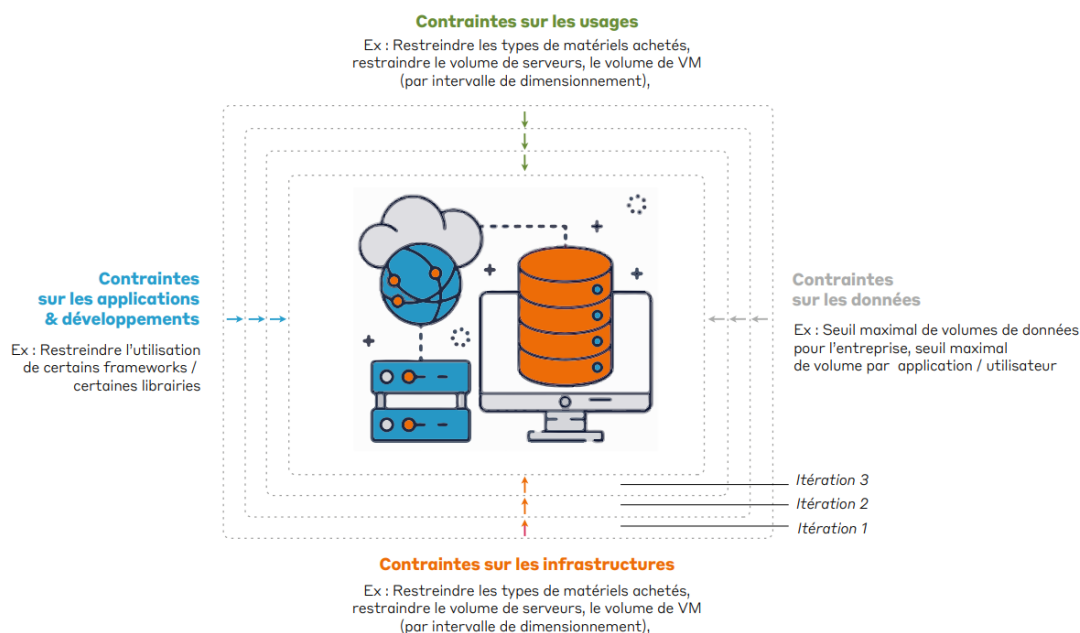 Contraintes sur les usages
Ex : Restreindre les types de matériels achetés,
restraindre le volume de serveurs, le volume de VM
(par intervalle de dimensionnement),
Contraintes
sur les applications
& développements
Ex : Restreindre l'utilisation
de certains frameworks /
certaines librairies
Contraintes
sur les données
Ex : Seuil maximal de volumes de données
pour l'entreprise, seuil maximal
de volume par application / utilisateur
Itération 3
Itération 2
Itération 1
Contraintes sur les infrastructures
Ex : Restreindre les types de matériels achetés,
restraindre le volume de serveurs, le volume de VM
(par intervalle de dimensionnement),